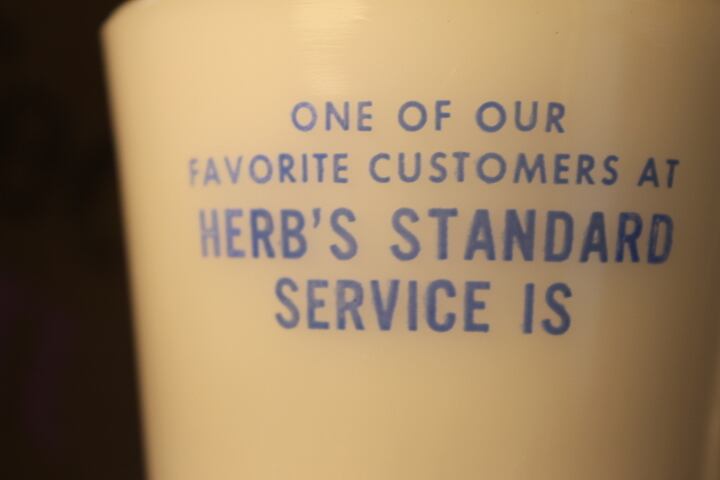 ONE OF OUR
FAVORITE CUSTOMERS AT
HERB'S STANDARD
SERVICE IS